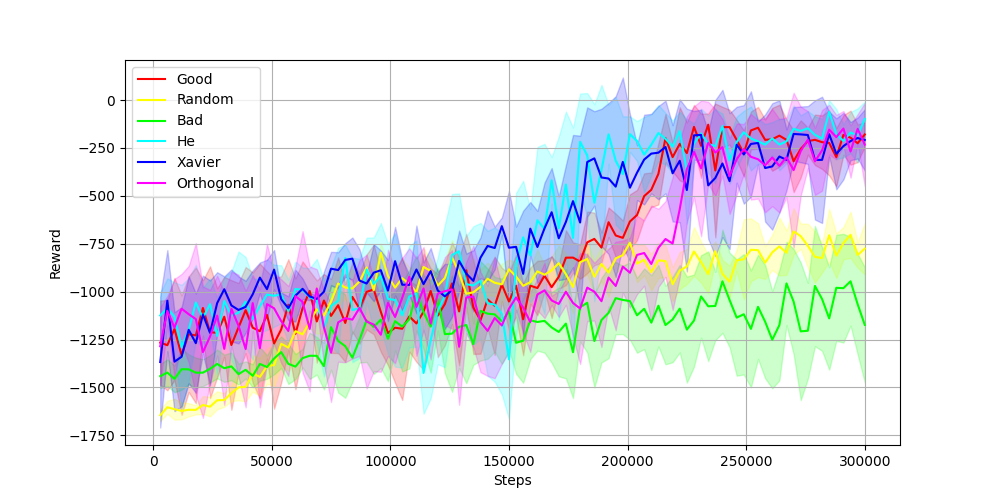 Good
Random
Bad
He
Xavier
Orthogonal
0
−250
−500
−750
−1000
−1250
−1500
−1750
Reward
0
50000
100000
150000
200000
250000
300000
Steps